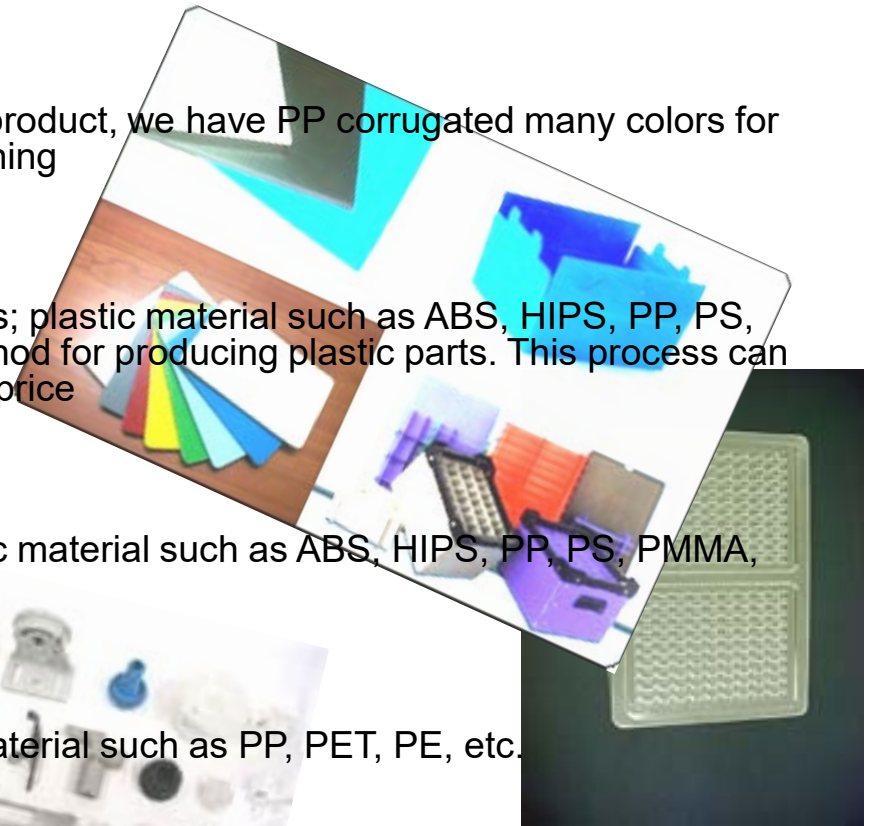 product, we have PP corrugated many colors for
ning
s; plastic material such as ABS, HIPS, PP, PS,
hod for producing plastic parts. This process can
price
c material such as ABS, HIPS, PP, PS, PMMA,
aterial such as PP, PET, PE, etc.